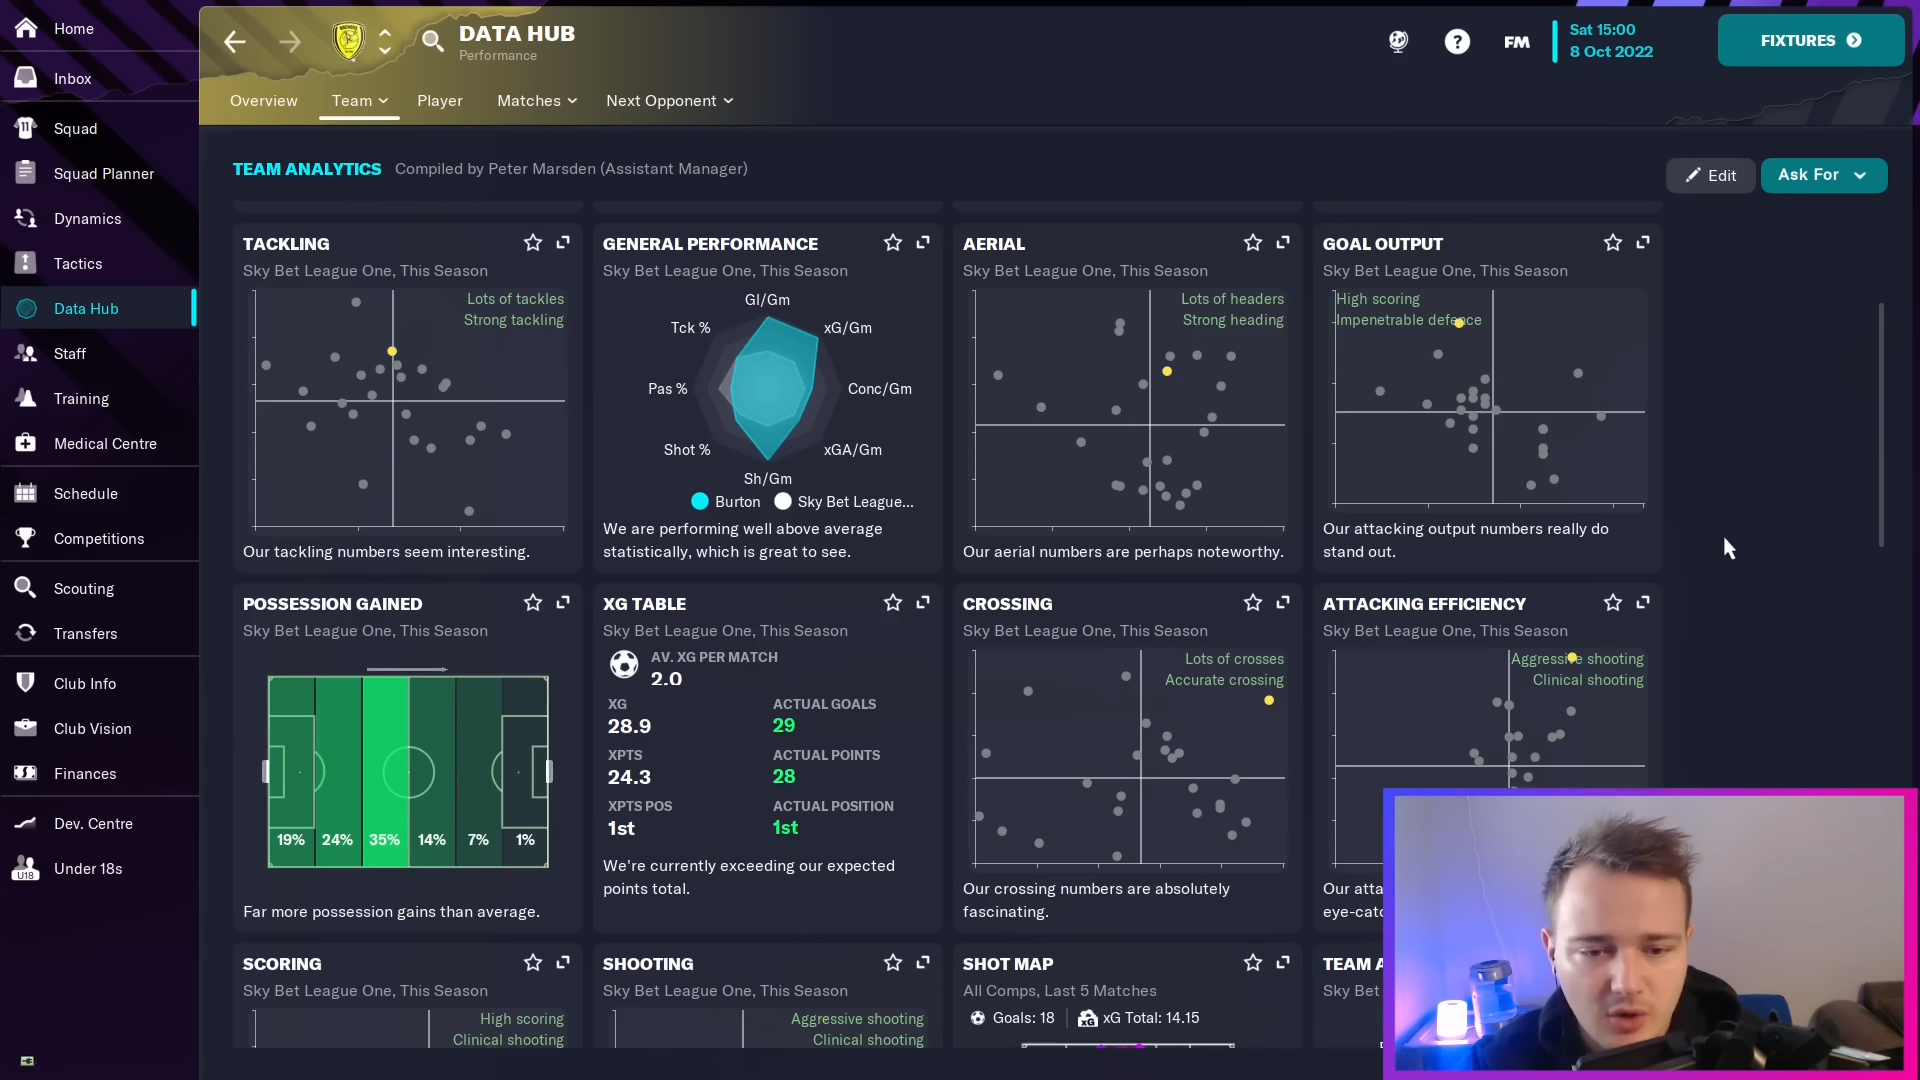 Home
Inbox
Squad
Squad Planner
Dynamics
Tactics
Data Hub
Staff
Training
Medical Centre
Schedule
Competitions
Scouting
Transfers
Club Info
Club Vision
Finances
Dev. Centre
U18
Under 18s
DATA HUB
Performance
?
FM
Sat 15:00
8 Oct 2022
FIXTURES
Overview
Team
Player
Matches
Next Opponent
TEAM ANALYTICS Compiled by Peter Marsden (Assistant Manager)
Edit
Ask For
TACKLING
Sky Bet League One, This Season
Lots of tackles
Strong tackling
Our tackling numbers seem interesting.
GENERAL PERFORMANCE
Sky Bet League One, This Season
Gl/Gm
Tck %
xG/Gm
Pas %
Conc/Gm
Shot %
xGA/Gm
Sh/Gm
Burton
Sky Bet League...
We are performing well above average
statistically, which is great to see.
AERIAL
Sky Bet League One, This Season
Lots of headers
Strong heading
Our aerial numbers are perhaps noteworthy.
GOAL OUTPUT
Sky Bet League One, This Season
High scoring
Impenetrable defence
Our attacking output numbers really do
stand out.
POSSESSION GAINED
Sky Bet League One, This Season
19% 24% 35% 14% 7% 1%
Far more possession gains than average.
XG TABLE
Sky Bet League One, This Season
AV. XG PER MATCH
2.0
XG ACTUAL GOALS
28.9 29
XPTS ACTUAL POINTS
24.3 28
XPTS POS ACTUAL POSITION
1st 1st
We're currently exceeding our expected
points total.
CROSSING
Sky Bet League One, This Season
Lots of crosses
Accurate crossing
Our crossing numbers are absolutely
fascinating.
ATTACKING EFFICIENCY
Sky Bet League One, This Season
Aggressive shooting
Clinical shooting
Our atta
eye-catc
SCORING
Sky Bet League One, This Season
High scoring
Clinical shooting
SHOOTING
Sky Bet League One, This Season
Aggressive shooting
Clinical shooting
SHOT MAP
All Comps, Last 5 Matches
Goals: 18 xG xG Total: 14.15
TEAM A
Sky Bet